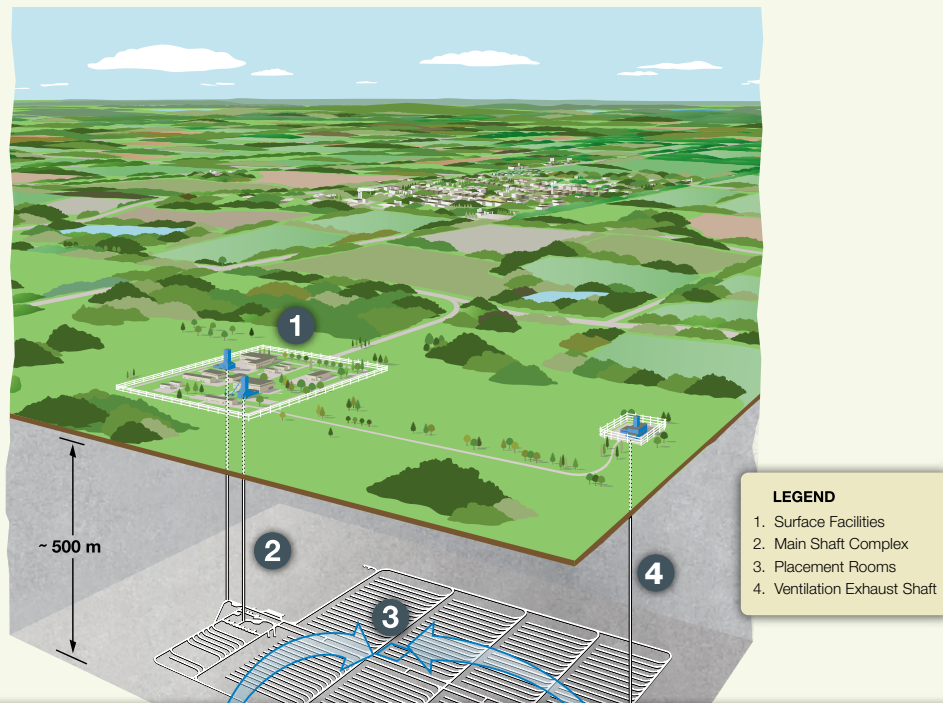 1
~ 500 m
2
3
4
LEGEND
1. Surface Facilities
2. Main Shaft Complex
3. Placement Rooms
4. Ventilation Exhaust Shaft